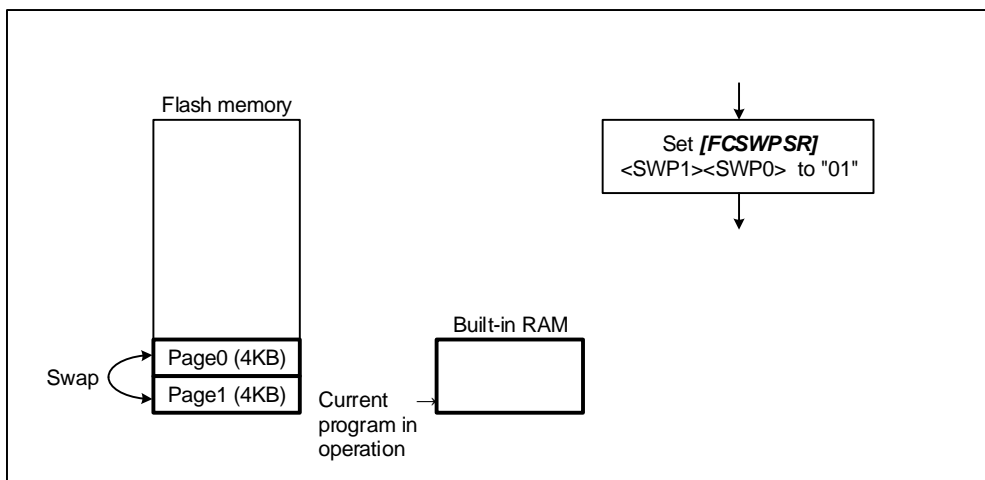 Flash memory
Set [FCSWPSR]
<SWP1><SWP0> to "01"
Built-in RAM
Page0 (4KB)
Swap
Page1 (4KB)
Current
program in
operation